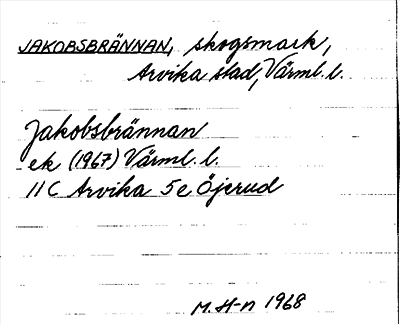 JAKOBSBRÄNNAN, skogsmark,
Arvika stad, Värml. l.
Jakobsbrännan
ek (1967) Värml. l.
11 C Arvika 5 e Öjerud
M. H-n 1968